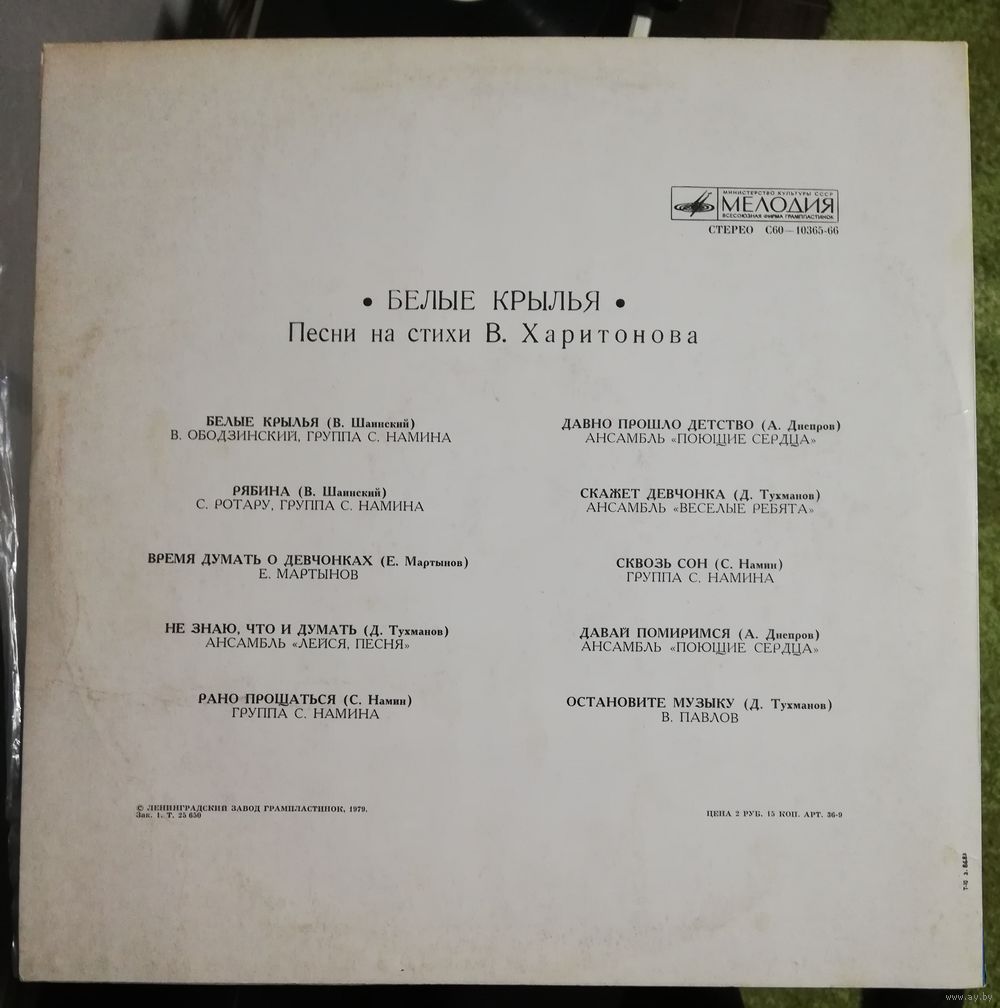 МИНИСТЕРСТВО КУЛЬТУРЫ СССР
МЕЛОДИЯ
ВСЕСОЮЗНАЯ ФИРМА ГРАМПЛАСТИНОК
СТЕРЕО С60—10365-66
• БЕЛЫЕ КРЫЛЬЯ •
Песни на стихи В. Харитонова
БЕЛЫЕ КРЫЛЬЯ (В. Шаинский)
В. ОБОДЗИНСКИЙ, ГРУППА С. НАМИНА
РЯБИНА (В. Шаинский)
С. РОТАРУ, ГРУППА С. НАМИНА
ВРЕМЯ ДУМАТЬ О ДЕВЧОНКАХ (Е. Мартынов)
Е. МАРТЫНОВ
НЕ ЗНАЮ, ЧТО И ДУМАТЬ (Д. Тухманов)
АНСАМБЛЬ «ЛЕЙСЯ, ПЕСНЯ»
РАНО ПРОЩАТЬСЯ (С. Намин)
ГРУППА С. НАМИНА
ДАВНО ПРОШЛО ДЕТСТВО (А. Днепров)
АНСАМБЛЬ «ПОЮЩИЕ СЕРДЦА»
СКАЖЕТ ДЕВЧОНКА (Д. Тухманов)
АНСАМБЛЬ «ВЕСЕЛЫЕ РЕБЯТА»
СКВОЗЬ СОН (С. Намин)
ГРУППА С. НАМИНА
ДАВАЙ ПОМИРИМСЯ (А. Днепров)
АНСАМБЛЬ «ПОЮЩИЕ СЕРДЦА»
ОСТАНОВИТЕ МУЗЫКУ (Д. Тухманов)
В. ПАВЛОВ
© ЛЕНИНГРАДСКИЙ ЗАВОД ГРАМПЛАСТИНОК, 1979.
Зак. 1. Т. 25 650
ЦЕНА 2 РУБ. 15 КОП. АРТ. 36-9
www.ay.by